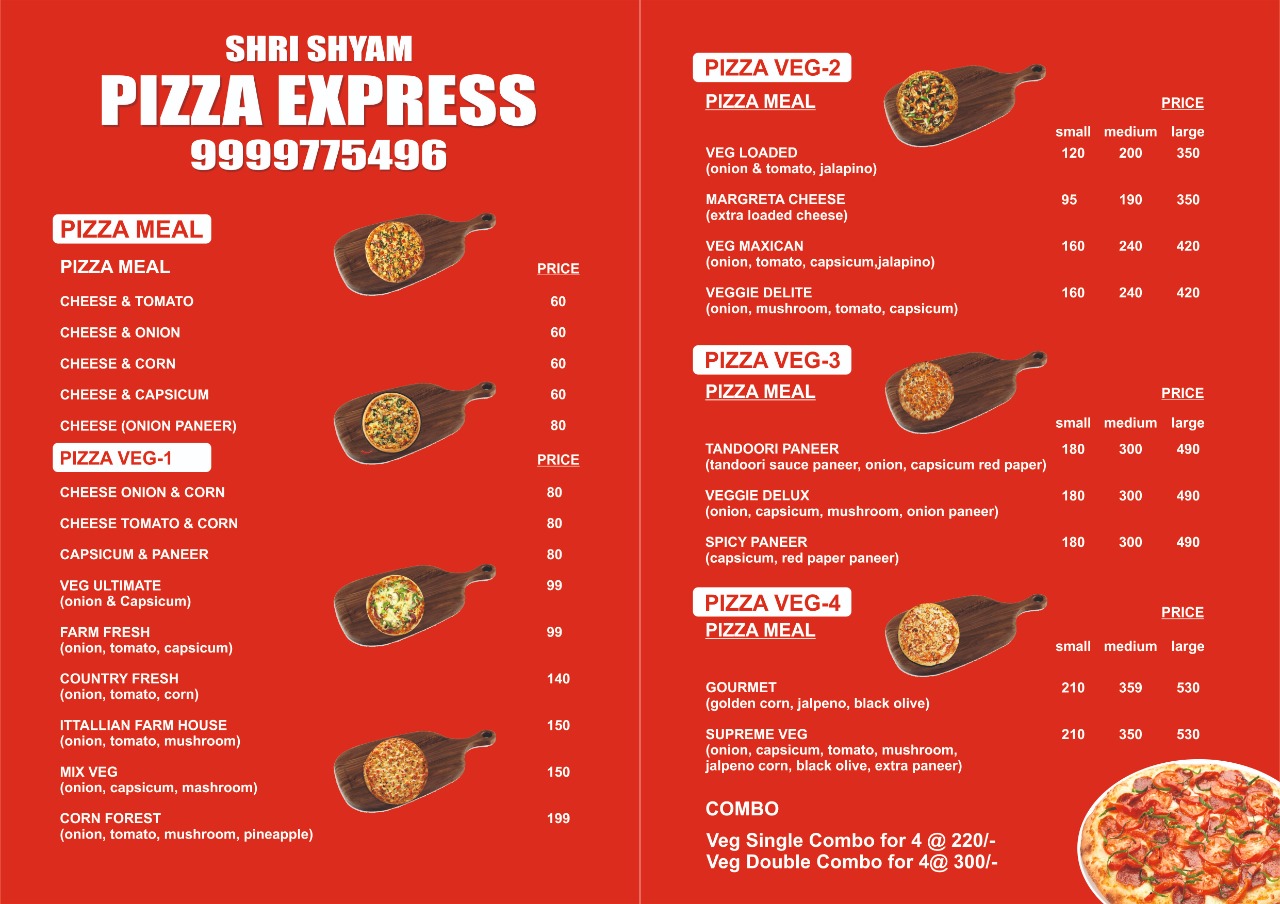 SHRI SHYAM
PIZZA EXPRESS
9999775496
PIZZA MEAL
PIZZA MEAL PRICE
CHEESE & TOMATO 60
CHEESE & ONION 60
CHEESE & CORN 60
CHEESE & CAPSICUM 60
CHEESE (ONION PANEER) 80
PIZZA VEG-1 PRICE
CHEESE ONION & CORN 80
CHEESE TOMATO & CORN 80
CAPSICUM & PANEER 80
VEG ULTIMATE 99
(onion & Capsicum)
FARM FRESH 99
(onion, tomato, capsicum)
COUNTRY FRESH 140
(onion, tomato, corn)
ITTALLIAN FARM HOUSE 150
(onion, tomato, mushroom)
MIX VEG 150
(onion, capsicum, mashroom)
CORN FOREST 199
(onion, tomato, mushroom, pineapple)
PIZZA VEG-2
PIZZA MEAL PRICE
small medium large
VEG LOADED 120 200 350
(onion & tomato, jalapino)
MARGRETA CHEESE 95 190 350
(extra loaded cheese)
VEG MAXICAN 160 240 420
(onion, tomato, capsicum,jalapino)
VEGGIE DELITE 160 240 420
(onion, mushroom, tomato, capsicum)
PIZZA VEG-3
PIZZA MEAL PRICE
small medium large
TANDOORI PANEER 180 300 490
(tandoori sauce paneer, onion, capsicum red paper)
VEGGIE DELUX 180 300 490
(onion, capsicum, mushroom, onion paneer)
SPICY PANEER 180 300 490
(capsicum, red paper paneer)
PIZZA VEG-4 PRICE
PIZZA MEAL
small medium large
GOURMET 210 359 530
(golden corn, jalpeno, black olive)
SUPREME VEG 210 350 530
(onion, capsicum, tomato, mushroom,
jalpeno corn, black olive, extra paneer)
COMBO
Veg Single Combo for 4 @ 220/-
Veg Double Combo for 4@ 300/-